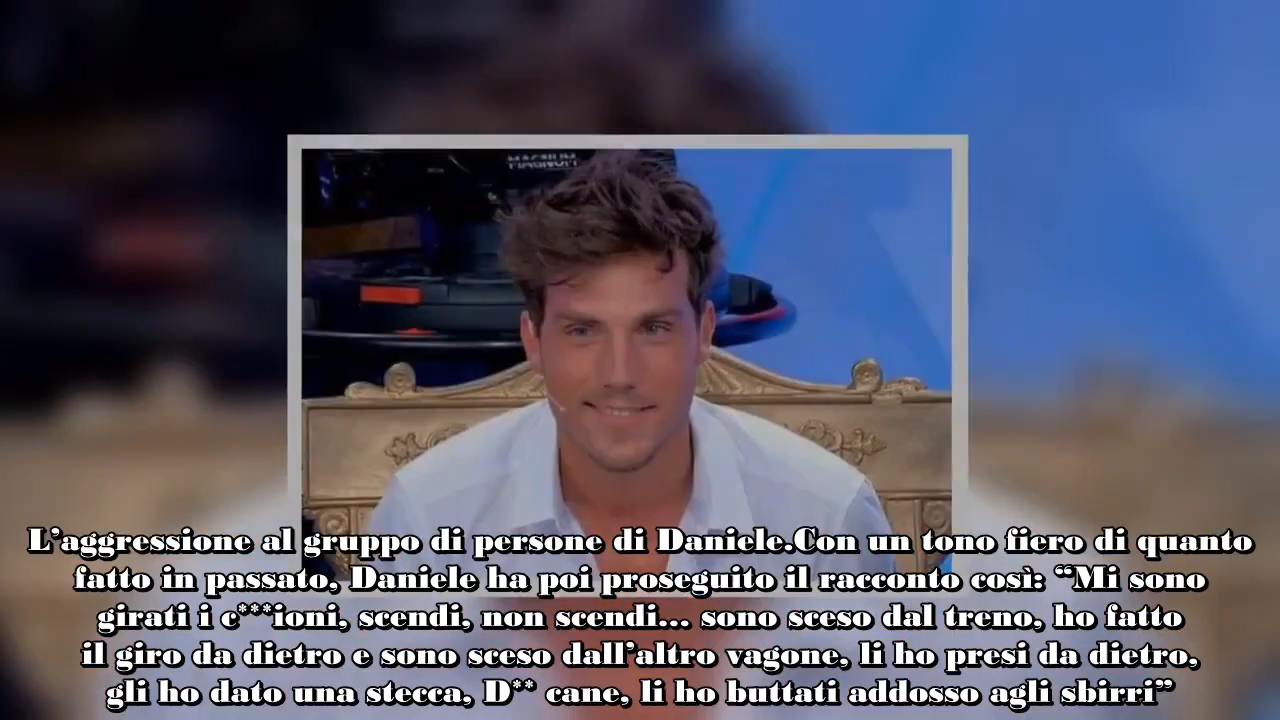 MAGNUM
L'aggressione al gruppo di persone di Daniele.Con un tono fiero di quanto
fatto in passato, Daniele ha poi proseguito il racconto così: “Mi sono
girati i c***ioni, scendi, non scendi... sono sceso dal treno, ho fatto
il giro da dietro e sono sceso dall'altro vagone, li ho presi da dietro,
gli ho dato una stecca, D** cane, li ho buttati addosso agli sbirri”